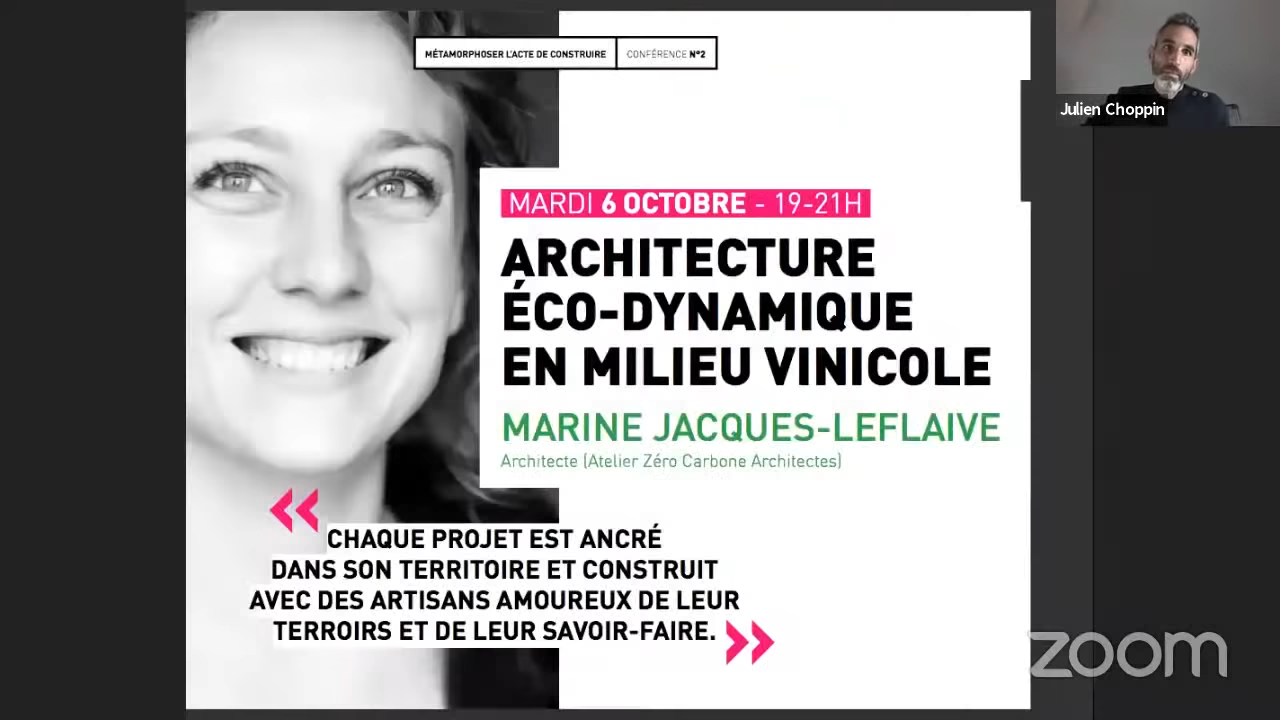 MÉTAMORPHOSER L'ACTE DE CONSTRUIRE
CONFÉRENCE N°2
Julien Choppin
MARDI 6 OCTOBRE - 19-21H
ARCHITECTURE
ÉCO-DYNAMIQUE
EN MILIEU VINICOLE
MARINE JACQUES-LEFLAIVE
Architecte (Atelier Zéro Carbone Architectes)
« CHAQUE PROJET EST ANCRÉ
DANS SON TERRITOIRE ET CONSTRUIT
AVEC DES ARTISANS AMOUREUX DE LEUR
TERROIRS ET DE LEUR SAVOIR-FAIRE. »
zoom